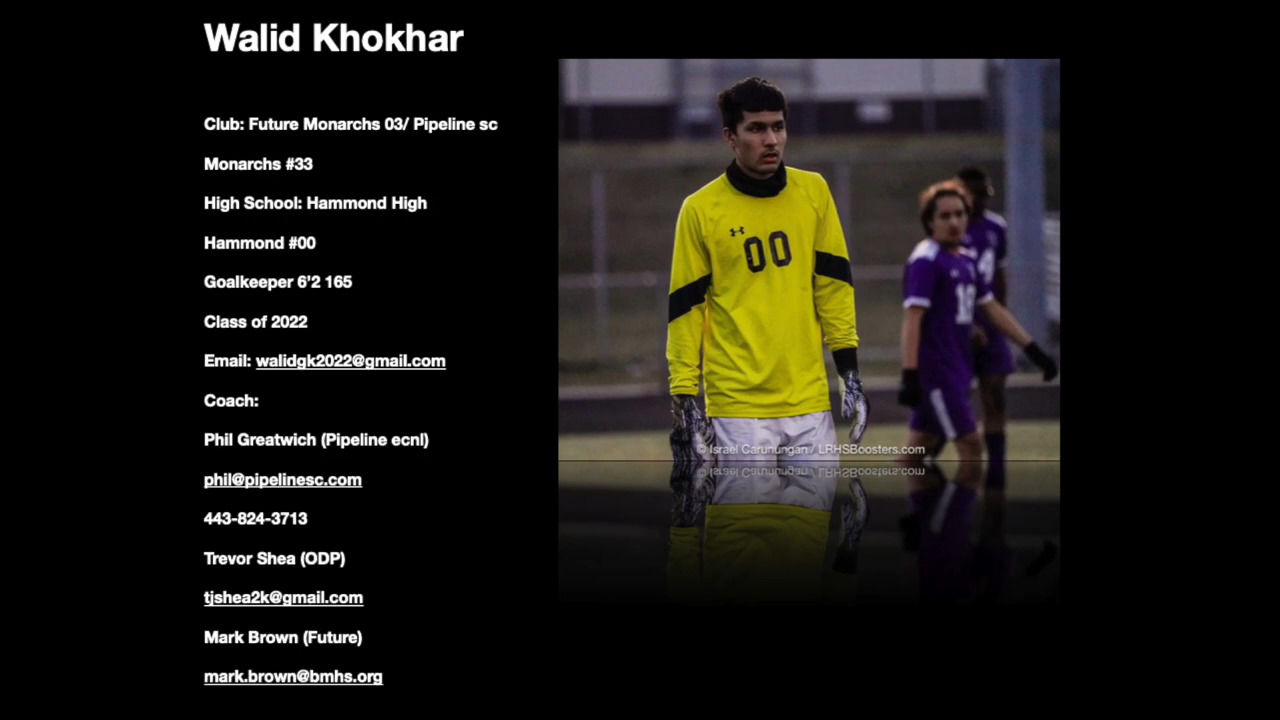 Walid Khokhar
Club: Future Monarchs 03/ Pipeline sc
Monarchs #33
High School: Hammond High
Hammond #00
Goalkeeper 6'2 165
Class of 2022
Email: walidgk2022@gmail.com
Coach:
Phil Greatwich (Pipeline ecnl)
phil@pipelinesc.com
443-824-3713
Trevor Shea (ODP)
tjshea2k@gmail.com
Mark Brown (Future)
mark.brown@bmhs.org
00
© Israel Carunungan / LRHSBoosters.com